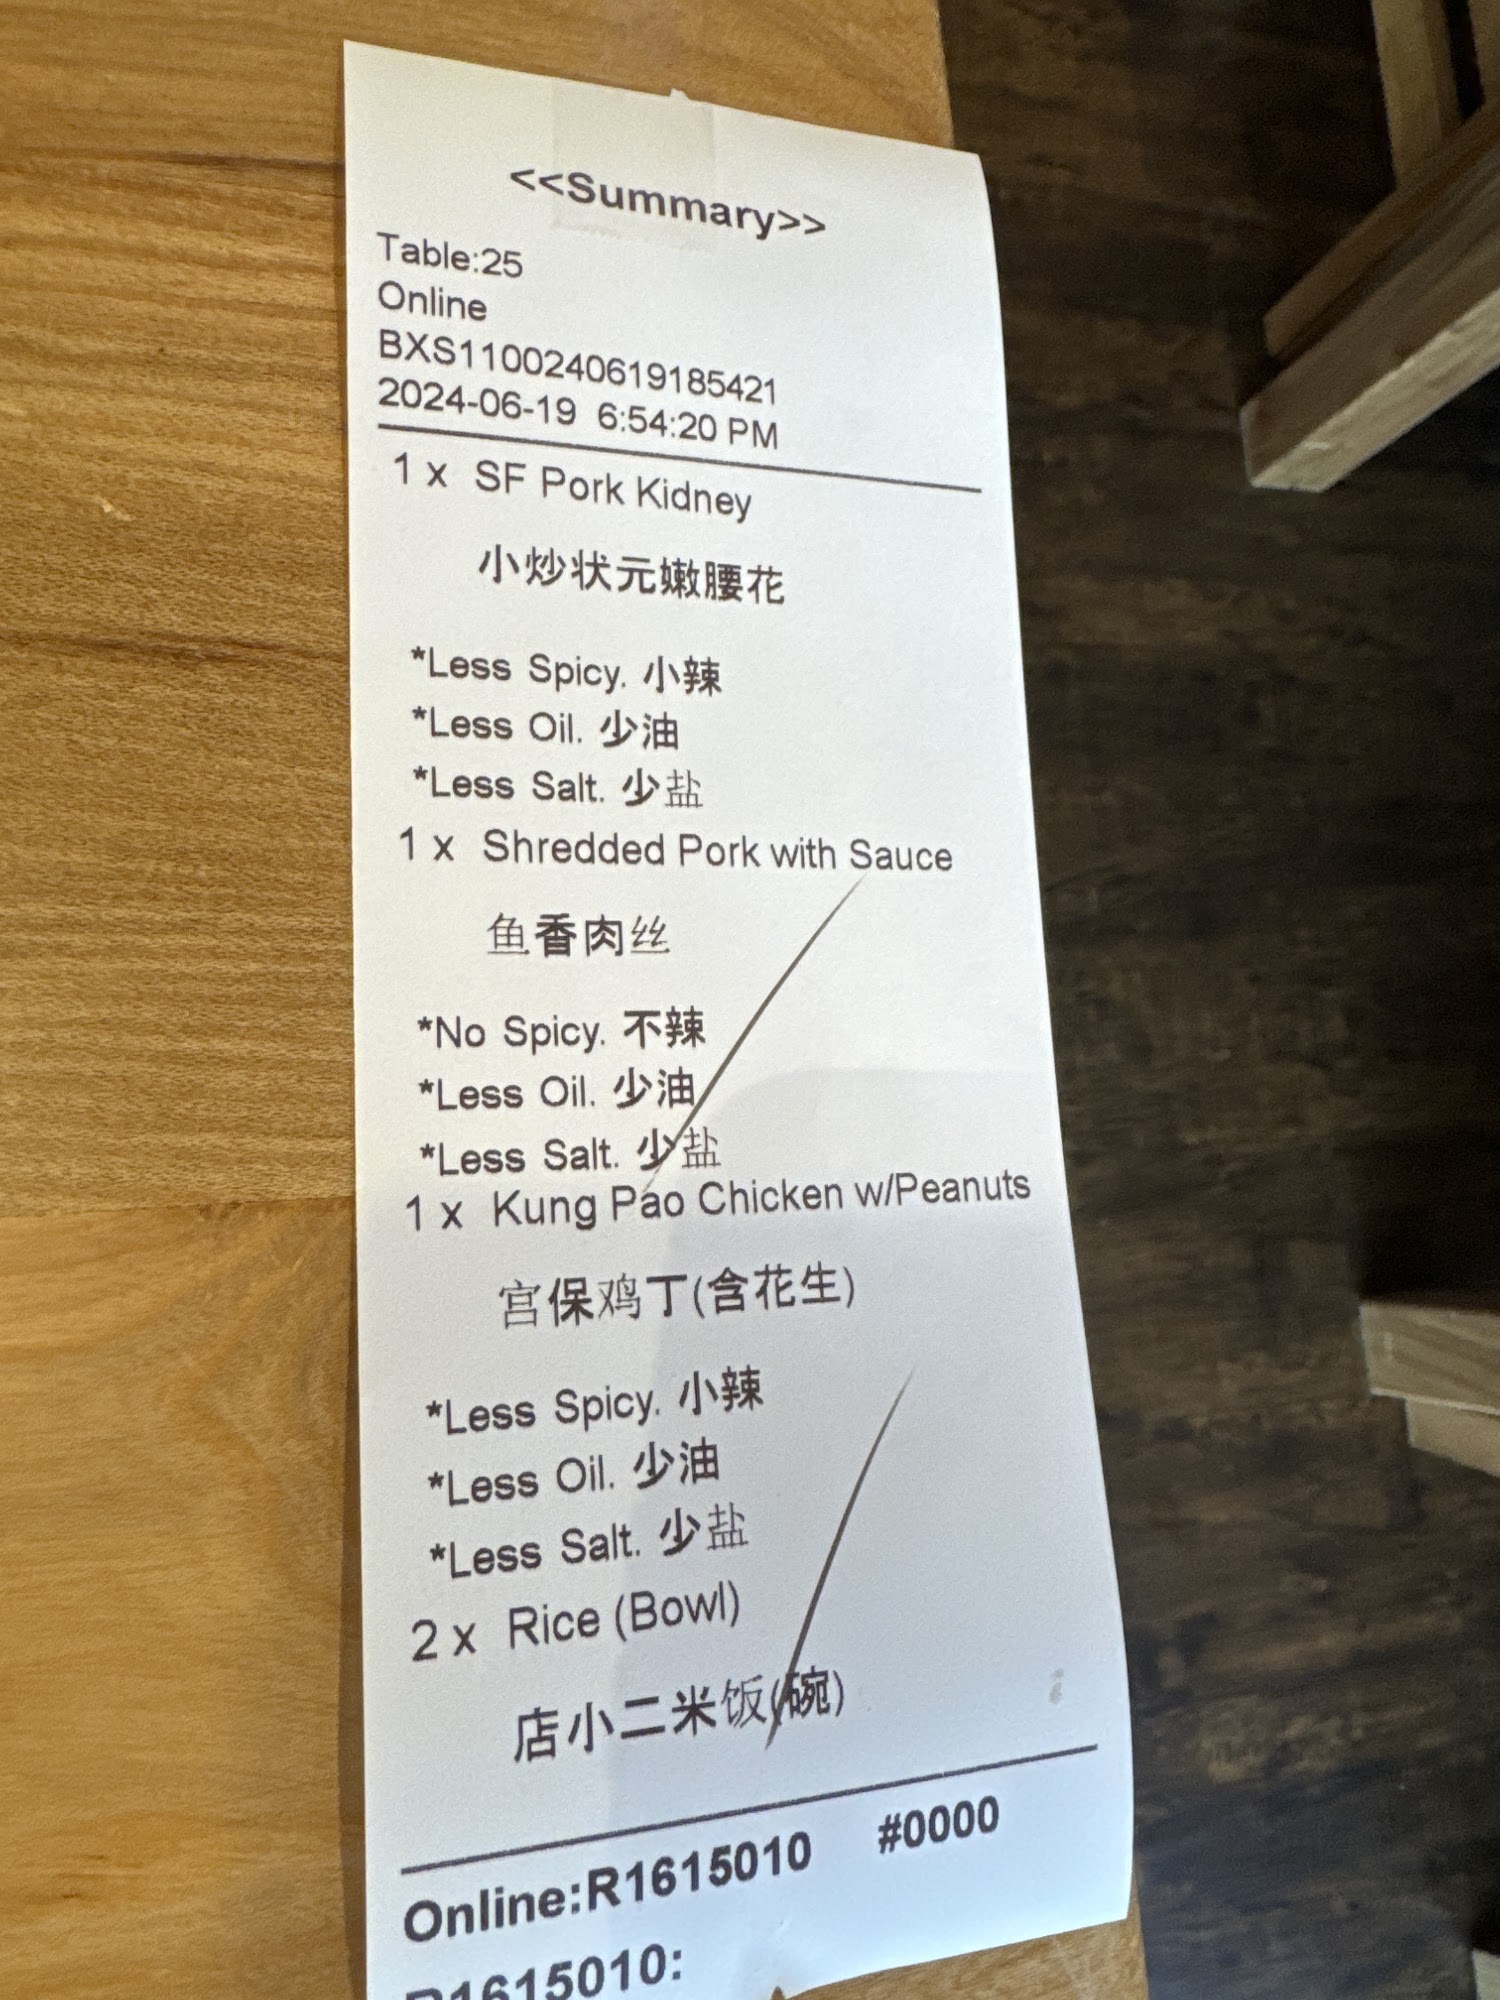 <<Summary>>
Table:25
Online
BXS1100240619185421
2024-06-19 6:54:20 PM
1 x SF Pork Kidney
小炒状元嫩腰花
*Less Spicy. 小辣
*Less Oil. 少油
*Less Salt. 少盐
1 x Shredded Pork with Sauce
鱼香肉丝
*No Spicy. 不辣
*Less Oil. 少油
*Less Salt. 少盐
1 x Kung Pao Chicken w/Peanuts
宫保鸡丁(含花生)
*Less Spicy. 小辣
*Less Oil. 少油
*Less Salt. 少盐
2 x Rice (Bowl)
店小二米饭(碗)
Online:R1615010 #0000
R1615010: